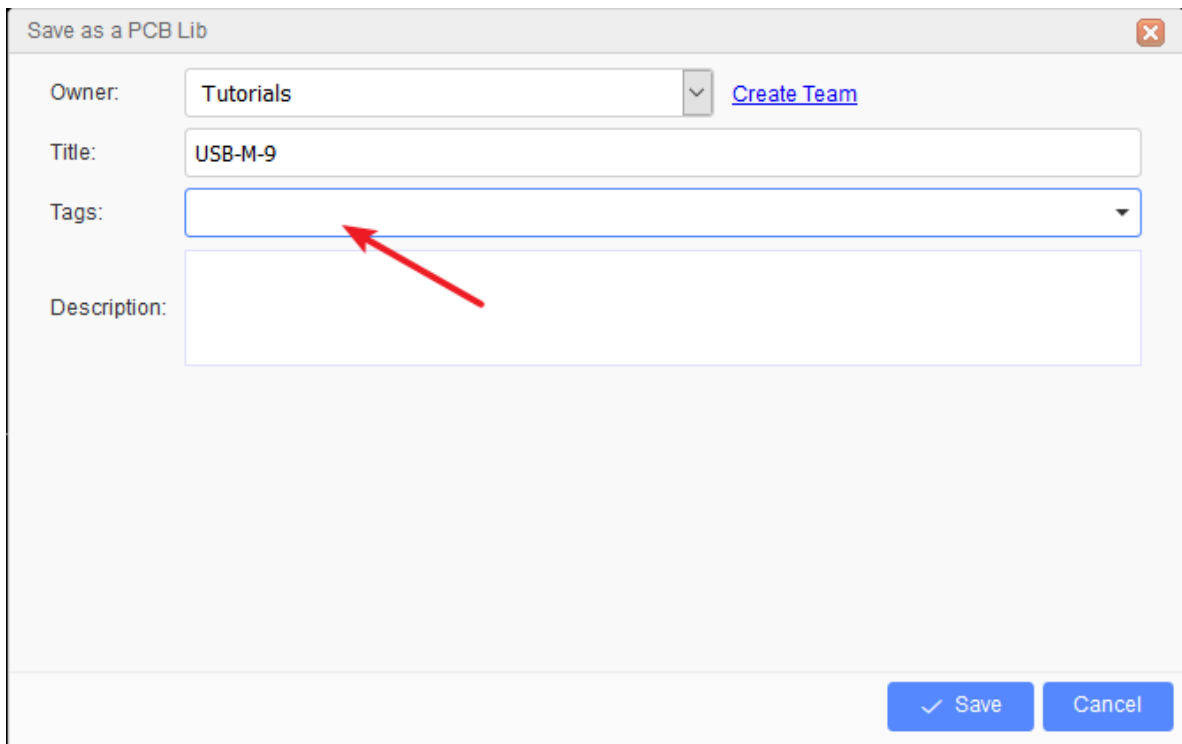 Save as a PCB Lib
Owner: Tutorials Create Team
Title: USB-M-9
Tags:
Description:
Save Cancel